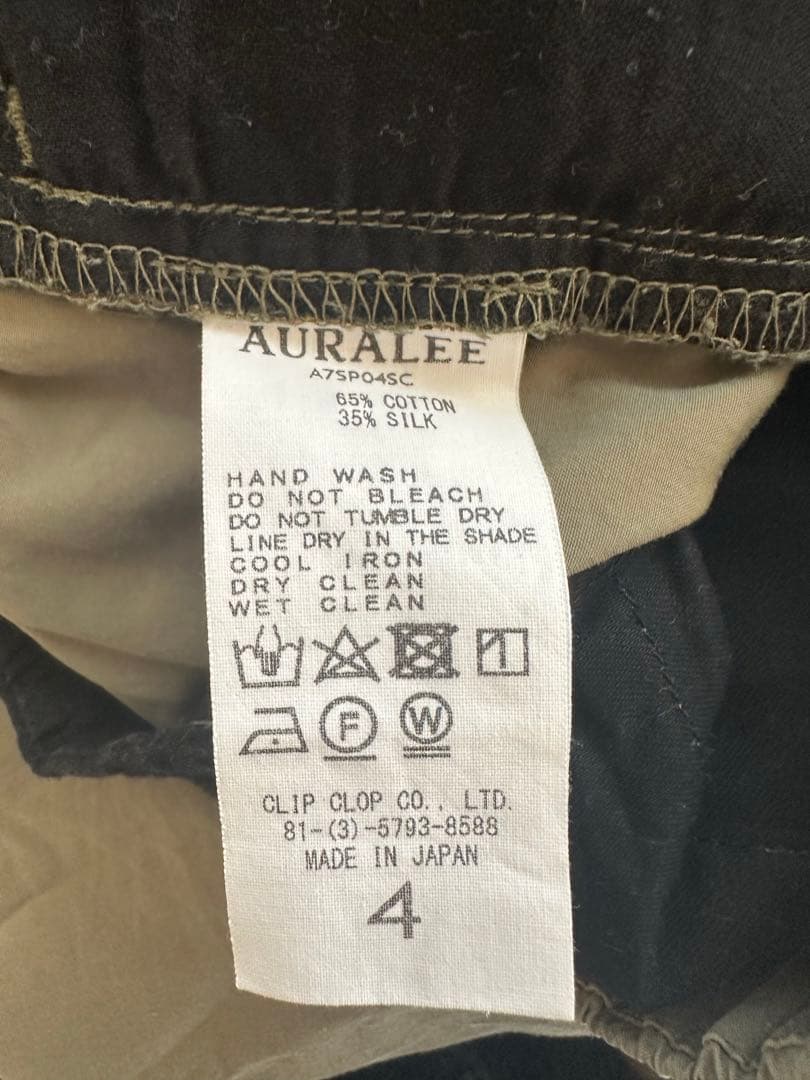 AURALEE
A7SP04SC
65% COTTON
35% SILK
HAND WASH
DO NOT BLEACH
DO NOT TUMBLE DRY
LINE DRY IN THE SHADE
COOL IRON
DRY CLEAN
WET CLEAN
F W
CLIP CLOP CO., LTD.
81-(3)-5793-8588
MADE IN JAPAN
4